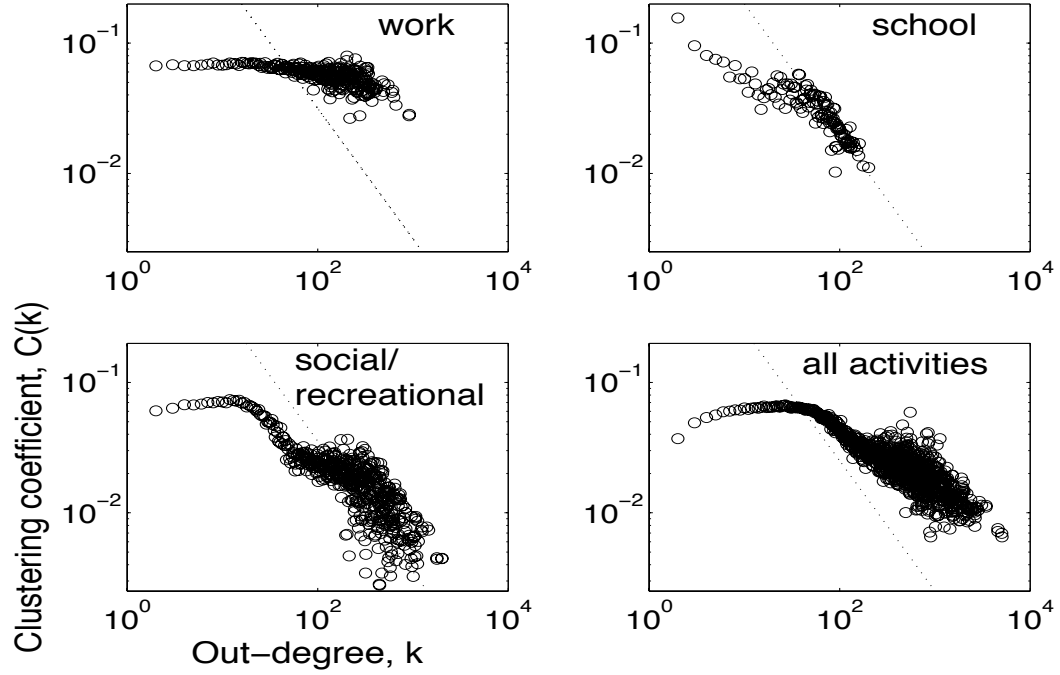 work
10^-1
10^-2
10^0
10^2
10^4
school
10^-1
10^-2
10^0
10^2
10^4
social/
recreational
10^-1
10^-2
10^0
10^2
10^4
all activities
10^-1
10^-2
10^0
10^2
10^4
Clustering coefficient, C(k)
Out-degree, k